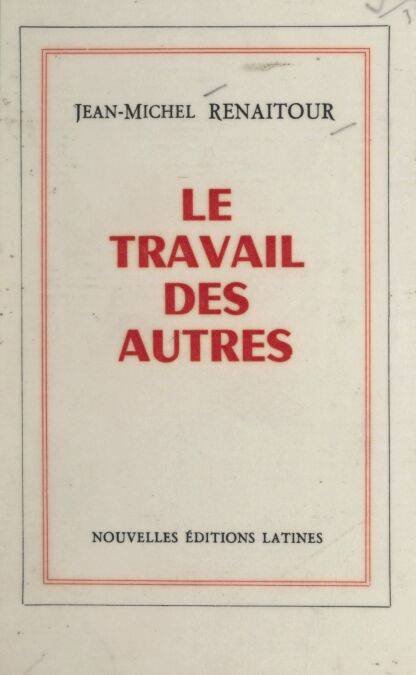 JEAN-MICHEL RENAITOUR
LE
TRAVAIL
DES
AUTRES
NOUVELLES ÉDITIONS LATINES